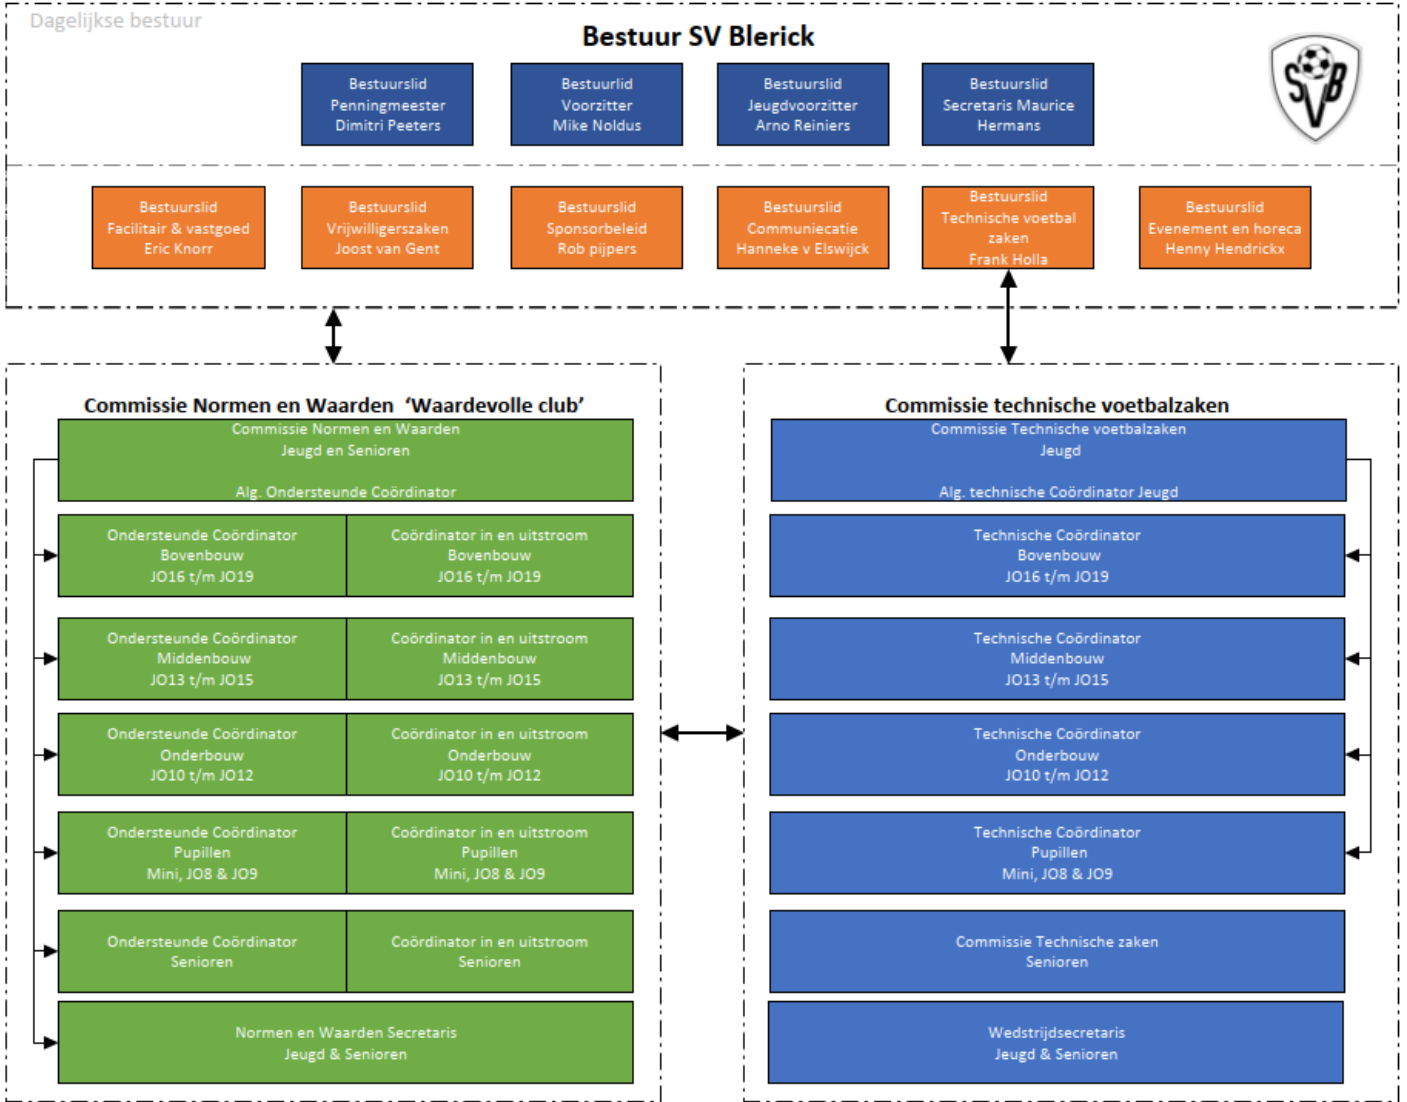 Dagelijkse bestuur
Bestuur SV Blerick
SVB
Bestuurslid
Penningmeester
Dimitri Peeters
Bestuurlid
Voorzitter
Mike Noldus
Bestuurslid
Jeugdvoorzitter
Arno Reiniers
Bestuurslid
Secretaris Maurice
Hermans
Bestuurslid
Facilitair & vastgoed
Eric Knorr
Bestuurslid
Vrijwilligerszaken
Joost van Gent
Bestuurslid
Sponsorbeleid
Rob pijpers
Bestuurslid
Communiecatie
Hanneke v Elswijck
Bestuurslid
Technische voetbal
zaken
Frank Holla
Bestuurslid
Evenement en horeca
Henny Hendrickx
Commissie Normen en Waarden ‘Waardevolle club’
Commissie Normen en Waarden
Jeugd en Senioren
Alg. Ondersteunde Coördinator
Ondersteunde Coördinator
Bovenbouw
JO16 t/m JO19
Coördinator in en uitstroom
Bovenbouw
JO16 t/m JO19
Ondersteunde Coördinator
Middenbouw
JO13 t/m JO15
Coördinator in en uitstroom
Middenbouw
JO13 t/m JO15
Ondersteunde Coördinator
Onderbouw
JO10 t/m JO12
Coördinator in en uitstroom
Onderbouw
JO10 t/m JO12
Ondersteunde Coördinator
Pupillen
Mini, JO8 & JO9
Coördinator in en uitstroom
Pupillen
Mini, JO8 & JO9
Ondersteunde Coördinator
Senioren
Coördinator in en uitstroom
Senioren
Normen en Waarden Secretaris
Jeugd & Senioren
Commissie technische voetbalzaken
Commissie Technische voetbalzaken
Jeugd
Alg. technische Coördinator Jeugd
Technische Coördinator
Bovenbouw
JO16 t/m JO19
Technische Coördinator
Middenbouw
JO13 t/m JO15
Technische Coördinator
Onderbouw
JO10 t/m JO12
Technische Coördinator
Pupillen
Mini, JO8 & JO9
Commissie Technische zaken
Senioren
Wedstrijdsecretaris
Jeugd & Senioren